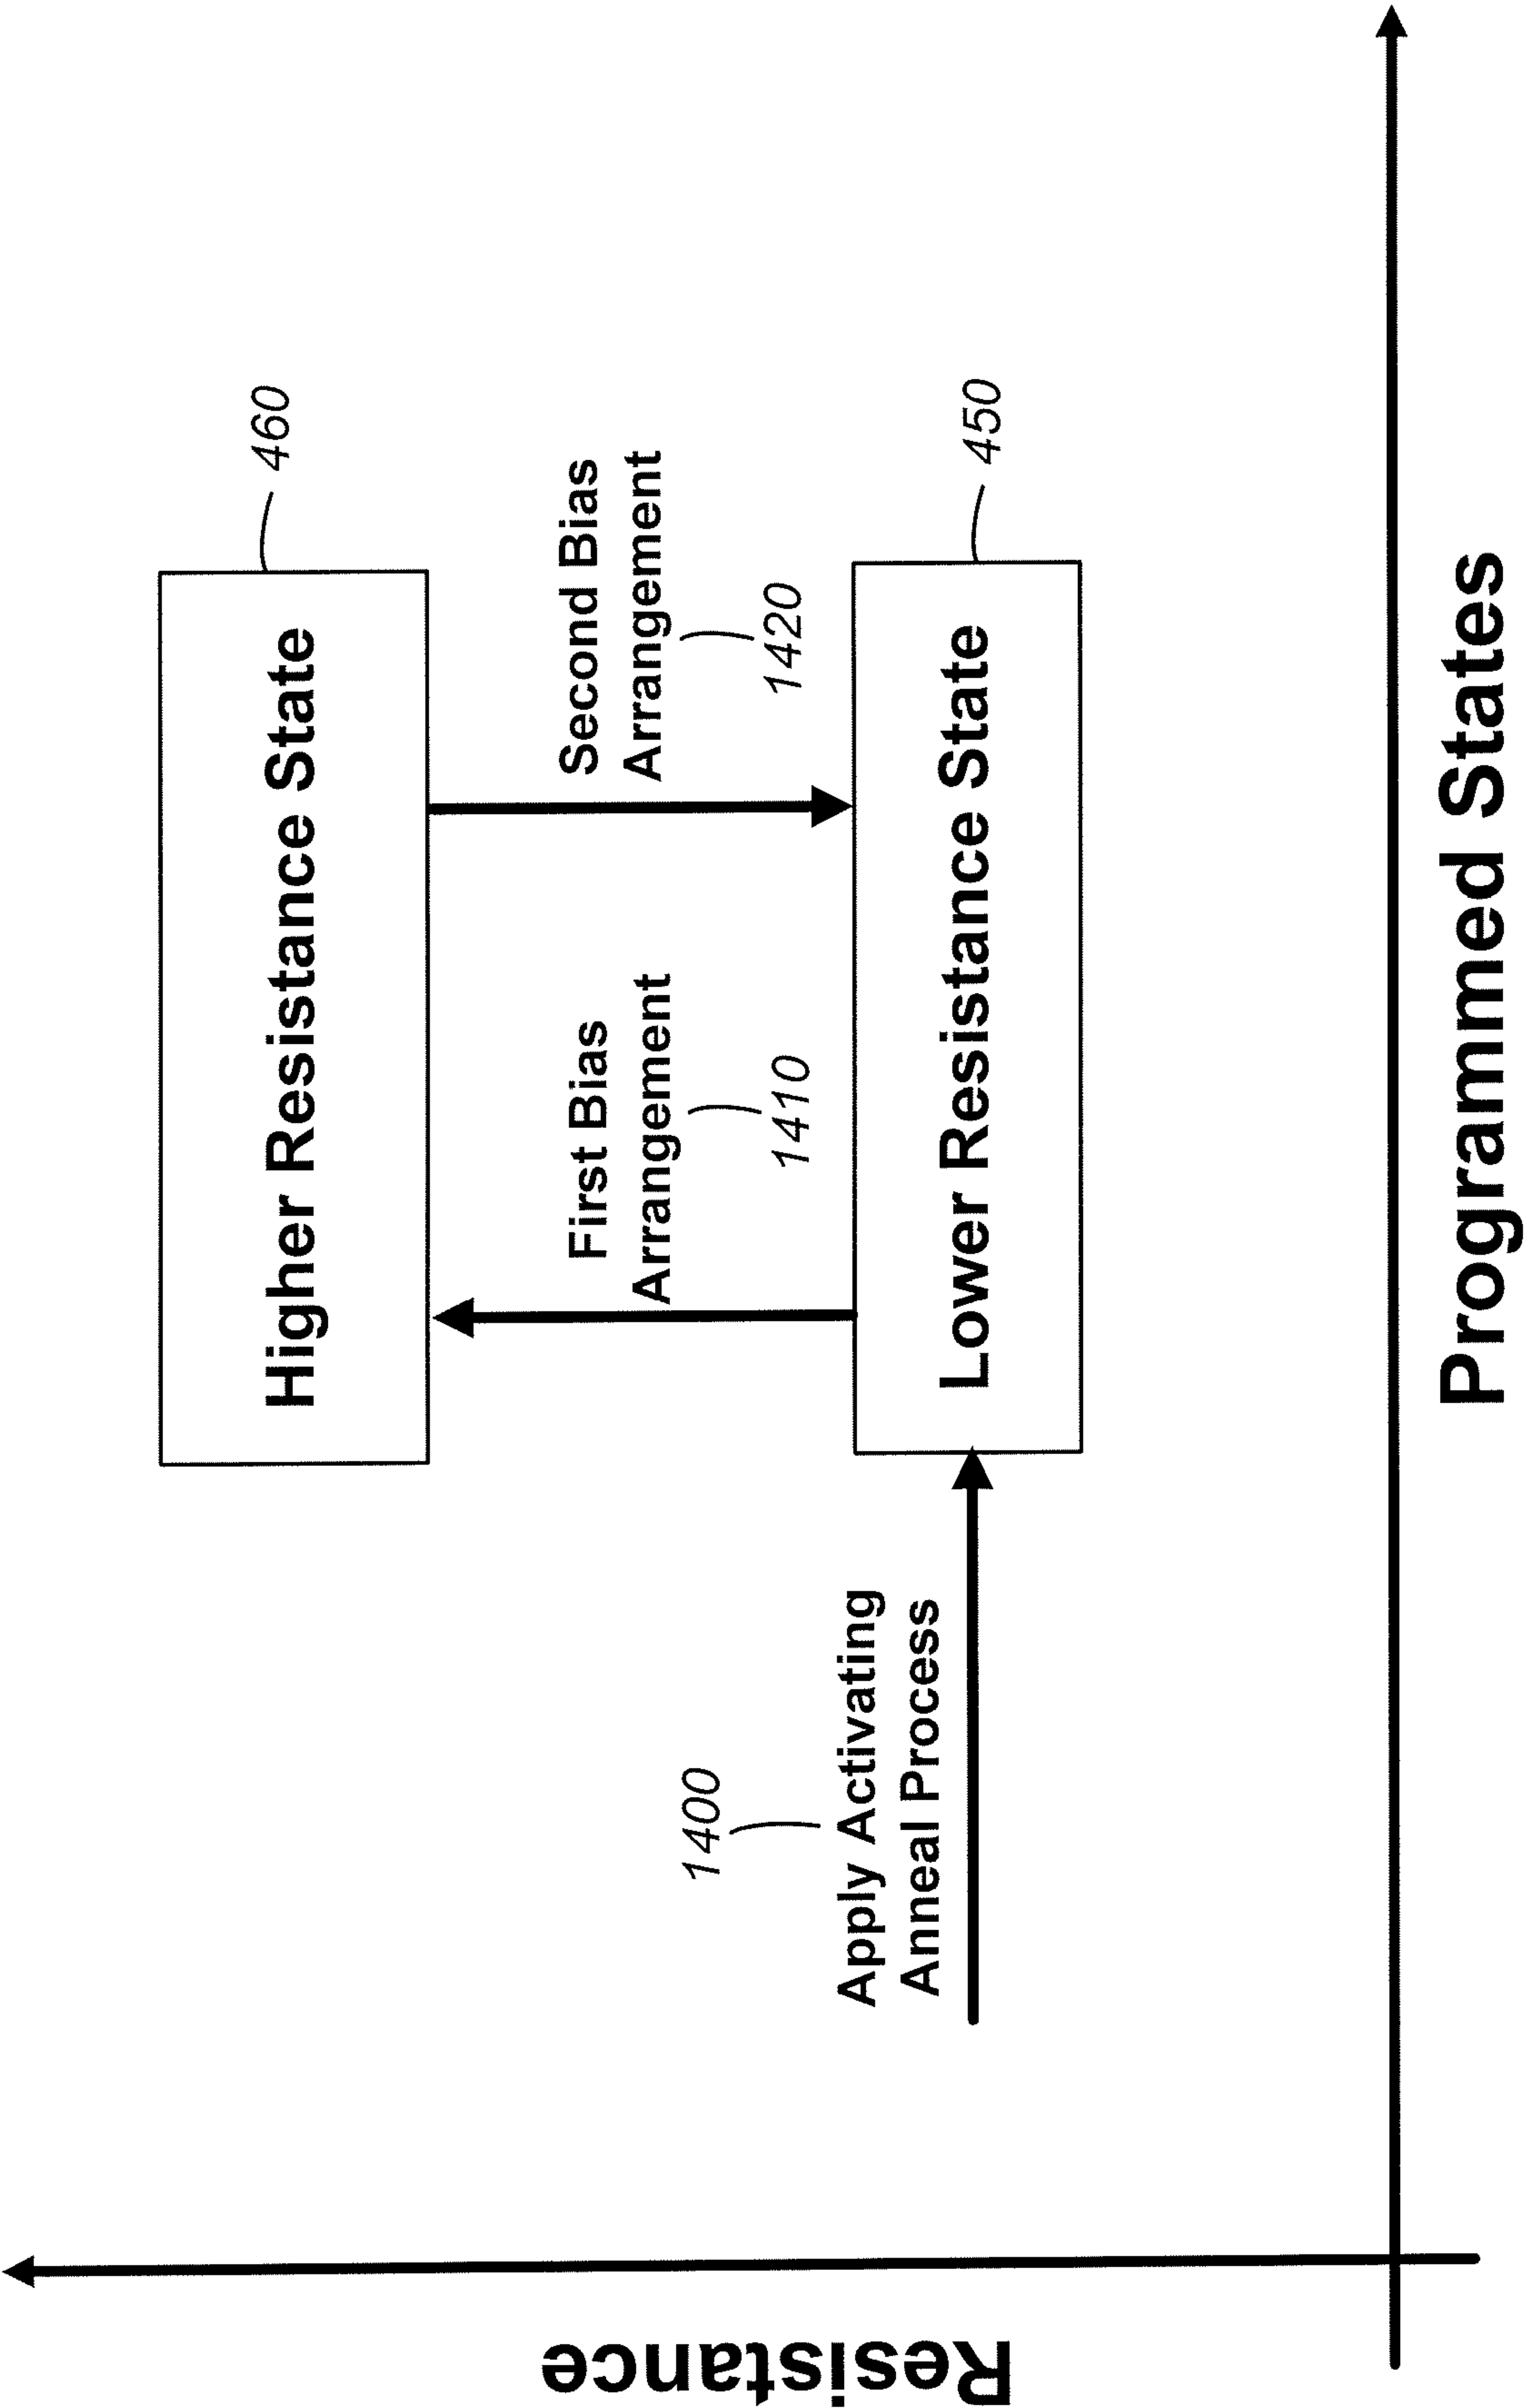 Resistance
Higher Resistance State
460
First Bias
Arrangement
1410
Second Bias
Arrangement
1420
1400
Apply Activating
Anneal Process
Lower Resistance State
450
Programmed States